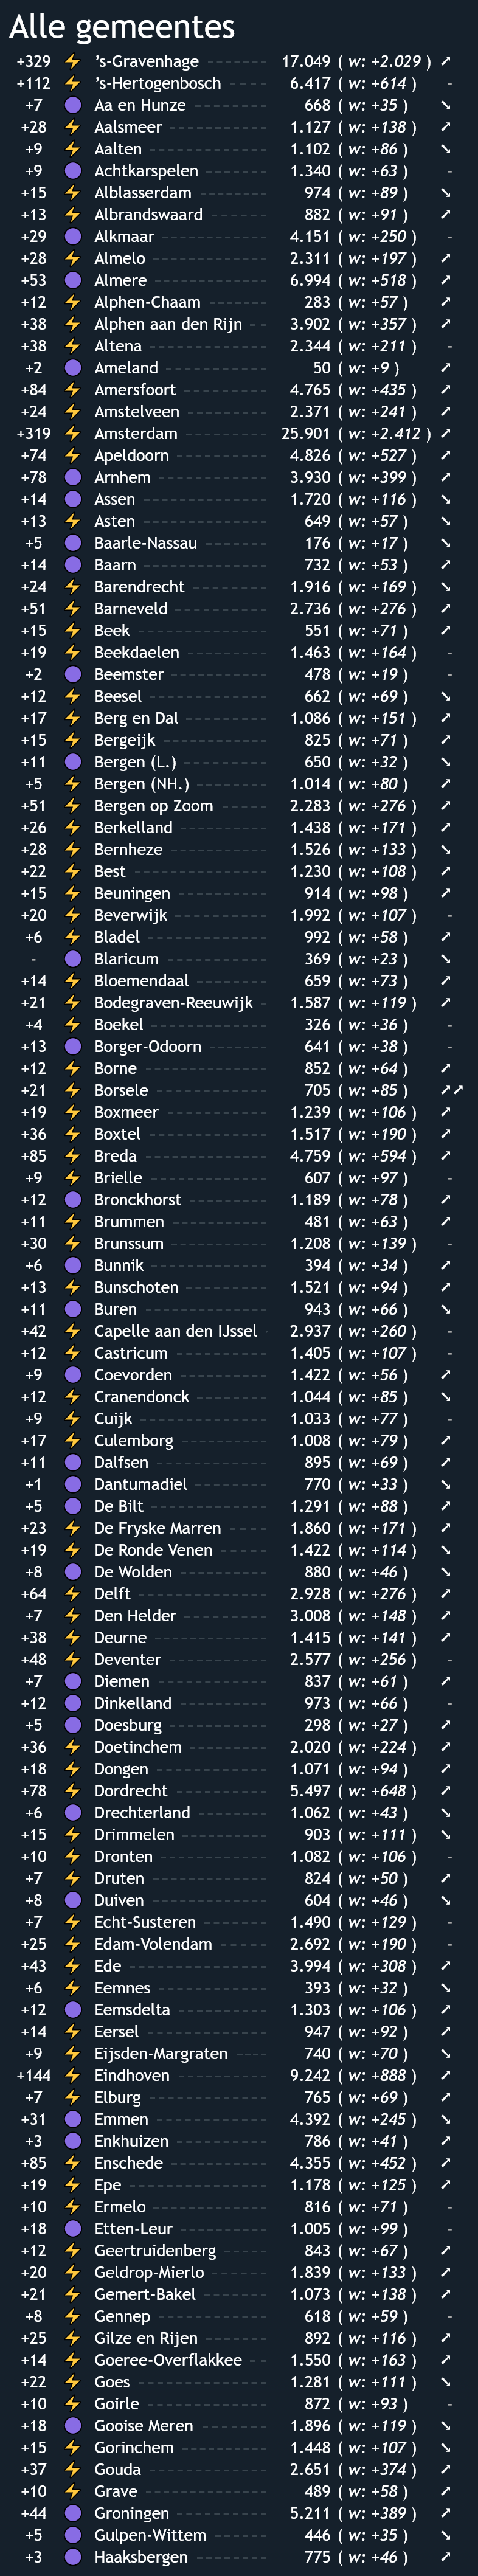 Alle gemeentes
+329 ⚡ ’s-Gravenhage 17.049 ( w: +2.029 ) ➚
+112 ⚡ ’s-Hertogenbosch 6.417 ( w: +614 ) -
+7 Aa en Hunze 668 ( w: +35 ) ➘
+28 ⚡ Aalsmeer 1.127 ( w: +138 ) ➚
+9 ⚡ Aalten 1.102 ( w: +86 ) ➘
+9 Achtkarspelen 1.340 ( w: +63 ) -
+15 ⚡ Alblasserdam 974 ( w: +89 ) ➘
+13 ⚡ Albrandswaard 882 ( w: +91 ) ➚
+29 Alkmaar 4.151 ( w: +250 ) -
+28 ⚡ Almelo 2.311 ( w: +197 ) ➚
+53 Almere 6.994 ( w: +518 ) ➚
+12 ⚡ Alphen-Chaam 283 ( w: +57 ) ➚
+38 ⚡ Alphen aan den Rijn 3.902 ( w: +357 ) ➚
+38 ⚡ Altena 2.344 ( w: +211 ) -
+2 Ameland 50 ( w: +9 ) ➚
+84 ⚡ Amersfoort 4.765 ( w: +435 ) ➚
+24 ⚡ Amstelveen 2.371 ( w: +241 ) ➚
+319 ⚡ Amsterdam 25.901 ( w: +2.412 ) ➚
+74 ⚡ Apeldoorn 4.826 ( w: +527 ) ➚
+78 Arnhem 3.930 ( w: +399 ) ➚
+14 Assen 1.720 ( w: +116 ) ➘
+13 ⚡ Asten 649 ( w: +57 ) ➘
+5 Baarle-Nassau 176 ( w: +17 ) ➘
+14 Baarn 732 ( w: +53 ) ➚
+24 ⚡ Barendrecht 1.916 ( w: +169 ) ➘
+51 ⚡ Barneveld 2.736 ( w: +276 ) ➚
+15 ⚡ Beek 551 ( w: +71 ) ➚
+19 ⚡ Beekdaelen 1.463 ( w: +164 ) -
+2 Beemster 478 ( w: +19 ) -
+12 ⚡ Beesel 662 ( w: +69 ) ➘
+17 ⚡ Berg en Dal 1.086 ( w: +151 ) ➚
+15 ⚡ Bergeijk 825 ( w: +71 ) ➚
+11 Bergen (L.) 650 ( w: +32 ) ➘
+5 ⚡ Bergen (NH.) 1.014 ( w: +80 ) ➚
+51 ⚡ Bergen op Zoom 2.283 ( w: +276 ) ➚
+26 ⚡ Berkelland 1.438 ( w: +171 ) ➚
+28 ⚡ Bernheze 1.526 ( w: +133 ) ➘
+22 ⚡ Best 1.230 ( w: +108 ) ➚
+15 ⚡ Beuningen 914 ( w: +98 ) ➚
+20 ⚡ Beverwijk 1.992 ( w: +107 ) -
+6 ⚡ Bladel 992 ( w: +58 ) ➚
- Blaricum 369 ( w: +23 ) ➘
+14 ⚡ Bloemendaal 659 ( w: +73 ) ➚
+21 ⚡ Bodegraven-Reeuwijk 1.587 ( w: +119 ) ➚
+4 ⚡ Boekel 326 ( w: +36 ) -
+13 Borger-Odoorn 641 ( w: +38 ) -
+12 ⚡ Borne 852 ( w: +64 ) ➚
+21 ⚡ Borsele 705 ( w: +85 ) ➚➚
+19 ⚡ Boxmeer 1.239 ( w: +106 ) ➚
+36 ⚡ Boxtel 1.517 ( w: +190 ) ➚
+85 ⚡ Breda 4.759 ( w: +594 ) ➚
+9 ⚡ Brielle 607 ( w: +97 ) -
+12 Bronckhorst 1.189 ( w: +78 ) ➚
+11 ⚡ Brummen 481 ( w: +63 ) ➚
+30 ⚡ Brunssum 1.208 ( w: +139 ) -
+6 Bunnik 394 ( w: +34 ) ➚
+13 ⚡ Bunschoten 1.521 ( w: +94 ) ➚
+11 Buren 943 ( w: +66 ) ➘
+42 ⚡ Capelle aan den IJssel 2.937 ( w: +260 ) -
+12 ⚡ Castricum 1.405 ( w: +107 ) -
+9 Coevorden 1.422 ( w: +56 ) ➚
+12 ⚡ Cranendonck 1.044 ( w: +85 ) ➘
+9 ⚡ Cuijk 1.033 ( w: +77 ) -
+17 ⚡ Culemborg 1.008 ( w: +79 ) ➚
+11 Dalfsen 895 ( w: +69 ) ➚
+1 Dantumadiel 770 ( w: +33 ) ➘
+5 De Bilt 1.291 ( w: +88 ) ➚
+23 ⚡ De Fryske Marren 1.860 ( w: +171 ) ➚
+19 ⚡ De Ronde Venen 1.422 ( w: +114 ) ➘
+8 De Wolden 880 ( w: +46 ) ➘
+64 ⚡ Delft 2.928 ( w: +276 ) ➚
+7 ⚡ Den Helder 3.008 ( w: +148 ) ➚
+38 ⚡ Deurne 1.415 ( w: +141 ) ➚
+48 ⚡ Deventer 2.577 ( w: +256 ) -
+7 Diemen 837 ( w: +61 ) ➚
+12 Dinkelland 973 ( w: +66 ) -
+5 Doesburg 298 ( w: +27 ) ➚
+36 ⚡ Doetinchem 2.020 ( w: +224 ) ➚
+18 ⚡ Dongen 1.071 ( w: +94 ) ➚
+78 ⚡ Dordrecht 5.497 ( w: +648 ) ➚
+6 Drechterland 1.062 ( w: +43 ) ➘
+15 ⚡ Drimmelen 903 ( w: +111 ) ➘
+10 ⚡ Dronten 1.082 ( w: +106 ) -
+7 ⚡ Druten 824 ( w: +50 ) ➚
+8 Duiven 604 ( w: +46 ) ➘
+7 ⚡ Echt-Susteren 1.490 ( w: +129 ) -
+25 ⚡ Edam-Volendam 2.692 ( w: +190 ) -
+43 ⚡ Ede 3.994 ( w: +308 ) ➚
+6 ⚡ Eemnes 393 ( w: +32 ) ➘
+12 Eemsdelta 1.303 ( w: +106 ) ➚
+14 ⚡ Eersel 947 ( w: +92 ) ➚
+9 ⚡ Eijsden-Margraten 740 ( w: +70 ) ➘
+144 ⚡ Eindhoven 9.242 ( w: +888 ) ➚
+7 ⚡ Elburg 765 ( w: +69 ) ➚
+31 Emmen 4.392 ( w: +245 ) ➘
+3 Enkhuizen 786 ( w: +41 ) ➚
+85 ⚡ Enschede 4.355 ( w: +452 ) ➚
+19 ⚡ Epe 1.178 ( w: +125 ) ➚
+10 ⚡ Ermelo 816 ( w: +71 ) -
+18 Etten-Leur 1.005 ( w: +99 ) -
+12 ⚡ Geertruidenberg 843 ( w: +67 ) ➚
+20 ⚡ Geldrop-Mierlo 1.839 ( w: +133 ) ➚
+21 ⚡ Gemert-Bakel 1.073 ( w: +138 ) ➚
+8 ⚡ Gennep 618 ( w: +59 ) -
+25 ⚡ Gilze en Rijen 892 ( w: +116 ) ➚
+14 ⚡ Goeree-Overflakkee 1.550 ( w: +163 ) ➚
+22 ⚡ Goes 1.281 ( w: +111 ) ➘
+10 ⚡ Goirle 872 ( w: +93 ) -
+18 Gooise Meren 1.896 ( w: +119 ) ➘
+15 ⚡ Gorinchem 1.448 ( w: +107 ) ➘
+37 ⚡ Gouda 2.651 ( w: +374 ) ➚
+10 ⚡ Grave 489 ( w: +58 ) ➚
+44 Groningen 5.211 ( w: +389 ) ➚
+5 Gulpen-Wittem 446 ( w: +35 ) ➘
+3 Haaksbergen 775 ( w: +46 ) ➚